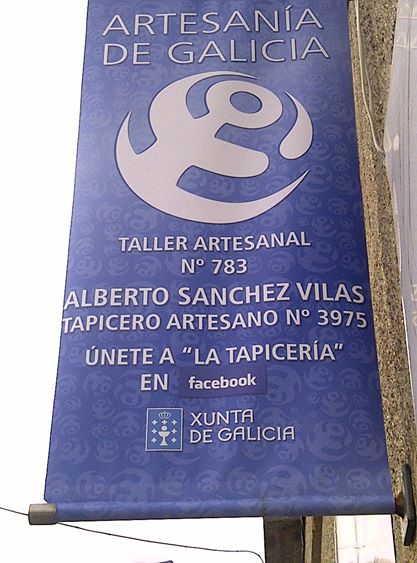 ARTESANÍA
DE GALICIA
TALLER ARTESANAL
Nº 783
ALBERTO SANCHEZ VILAS
TAPICERO ARTESANO Nº 3975
ÚNETE A "LA TAPICERÍA"
EN facebook
XUNTA
DE GALICIA